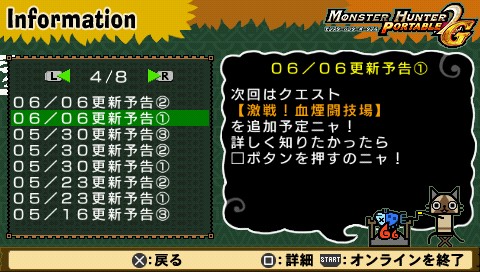 Information
MONSTER HUNTER
PORTABLE 2nd G
L 4/8 R
06/06更新予告②
06/06更新予告①
05/30更新予告③
05/30更新予告②
05/30更新予告①
05/23更新予告②
05/23更新予告①
05/16更新予告③
06/06更新予告①
次回はクエスト
【激戦!血煙闘技場】
を追加予定ニャ!
詳しく知りたかったら
□ボタンを押すのニャ!
×:戻る □:詳細 START:オンラインを終了